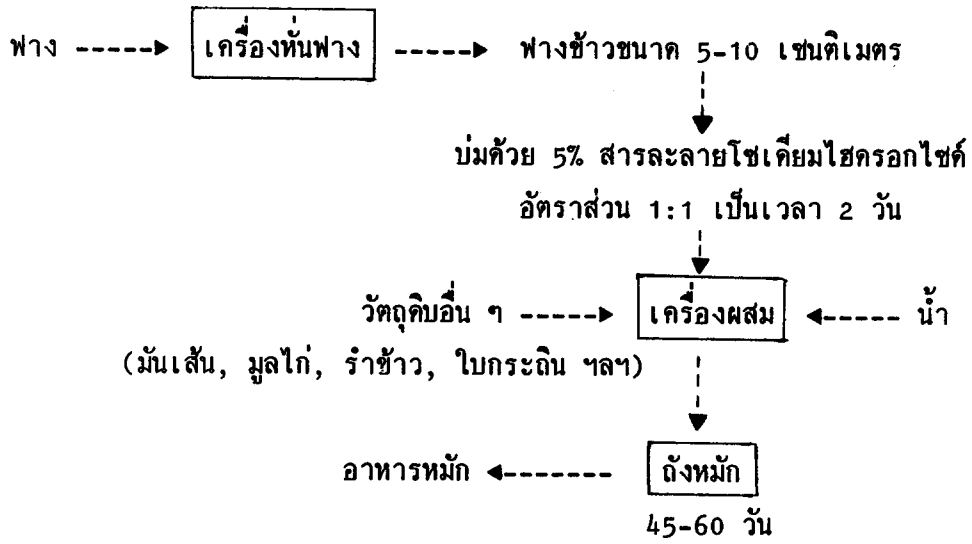 ฟาง เครื่องหั่นฟาง ฟางข้าวขนาด 5-10 เซนติเมตร
บ่มด้วย 5% สารละลายโซเดียมไฮดรอกไซด์
อัตราส่วน 1:1 เป็นเวลา 2 วัน
วัตถุดิบอื่น ๆ เครื่องผสม น้ำ
(มันเส้น, มูลไก่, รำข้าว, ใบกระถิน ฯลฯ)
อาหารหมัก ถังหมัก
45-60 วัน